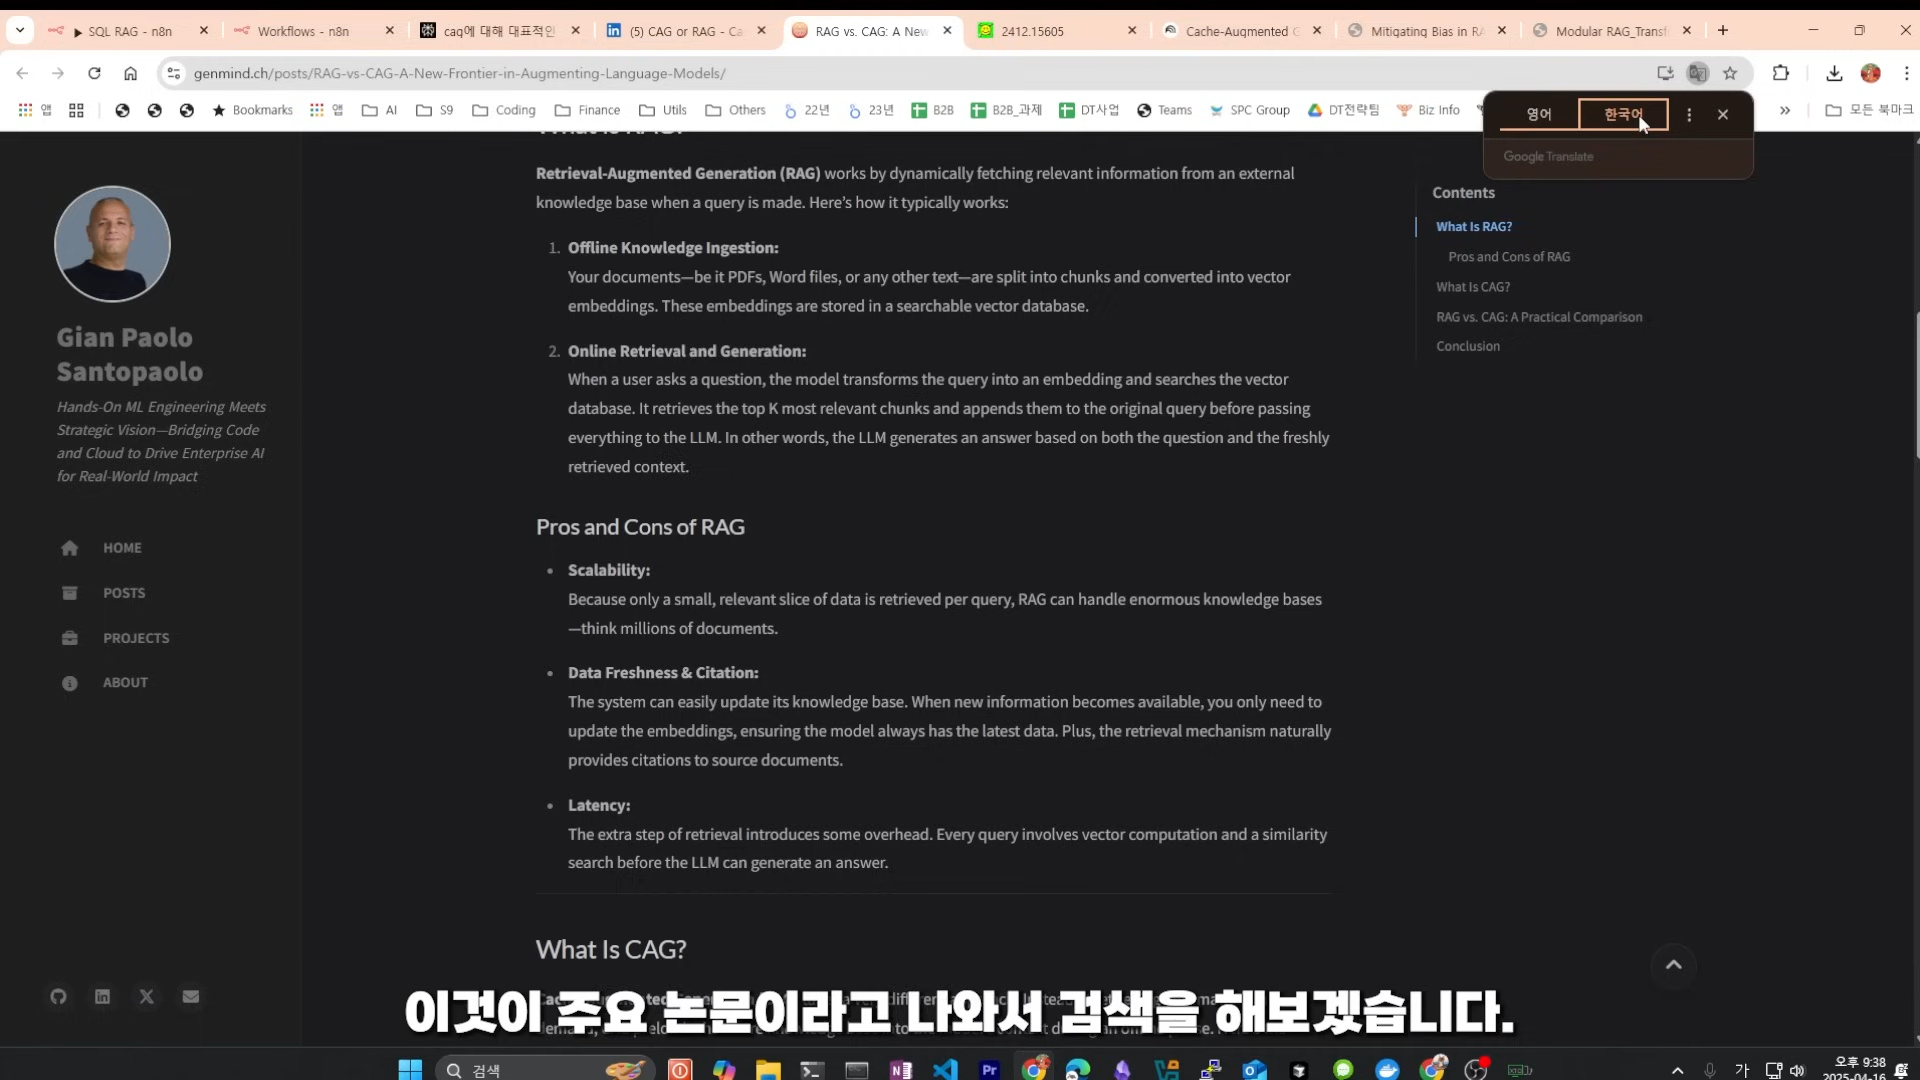 SQL RAG - n8n
Workflows - n8n
caq에 대해 대표적인
(5) CAG or RAG - Ca
RAG vs. CAG: A New
2412.15605
Cache-Augmented G
Mitigating Bias in RA
Modular RAG_Transf
genmind.ch/posts/RAG-vs-CAG-A-New-Frontier-in-Augmenting-Language-Models/
앱
Bookmarks
앱
AI
S9
Coding
Finance
Utils
Others
22년
23년
B2B
B2B_과제
DT사업
Teams
SPC Group
DT전략팀
Biz Info
모든 북마크
영어
한국어
Google Translate
What Is RAG?
Retrieval-Augmented Generation (RAG) works by dynamically fetching relevant information from an external
knowledge base when a query is made. Here's how it typically works:
1. Offline Knowledge Ingestion:
Your documents—be it PDFs, Word files, or any other text—are split into chunks and converted into vector
embeddings. These embeddings are stored in a searchable vector database.
2. Online Retrieval and Generation:
When a user asks a question, the model transforms the query into an embedding and searches the vector
database. It retrieves the top K most relevant chunks and appends them to the original query before passing
everything to the LLM. In other words, the LLM generates an answer based on both the question and the freshly
retrieved context.
Pros and Cons of RAG
• Scalability:
Because only a small, relevant slice of data is retrieved per query, RAG can handle enormous knowledge bases
—think millions of documents.
• Data Freshness & Citation:
The system can easily update its knowledge base. When new information becomes available, you only need to
update the embeddings, ensuring the model always has the latest data. Plus, the retrieval mechanism naturally
provides citations to source documents.
• Latency:
The extra step of retrieval introduces some overhead. Every query involves vector computation and a similarity
search before the LLM can generate an answer.
What Is CAG?
Contents
What Is RAG?
Pros and Cons of RAG
What Is CAG?
RAG vs. CAG: A Practical Comparison
Conclusion
Gian Paolo
Santopaolo
Hands-On ML Engineering Meets
Strategic Vision—Bridging Code
and Cloud to Drive Enterprise AI
for Real-World Impact
HOME
POSTS
PROJECTS
ABOUT
이것이 주요 논문이라고 나와서 검색을 해보겠습니다.
검색
가
오후 9:38
2025-04-16